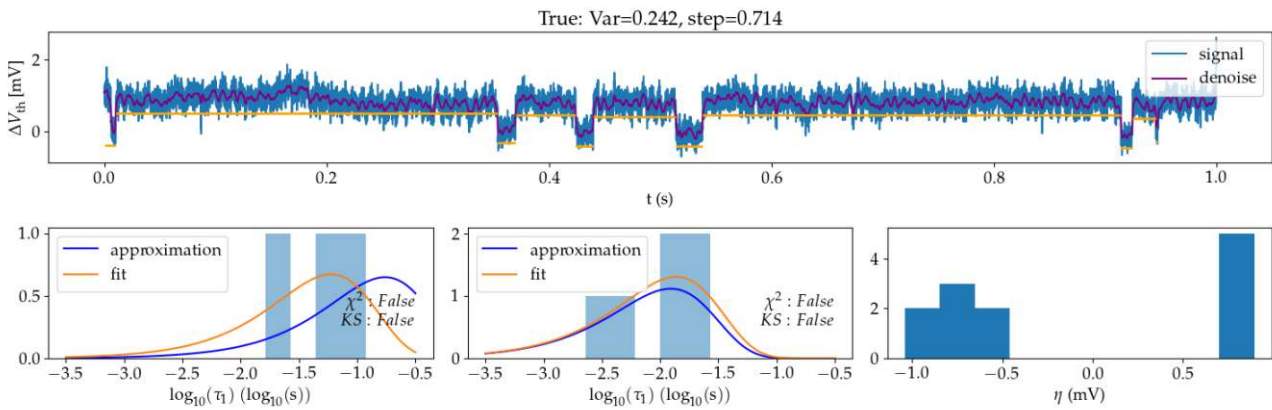 True: Var=0.242, step=0.714
ΔV_th [mV]
2
0
signal
denoise
0.0 0.2 0.4 0.6 0.8 1.0
t (s)
1.0
0.5
0.0
approximation
fit
χ² : False
KS : False
−3.5 −3.0 −2.5 −2.0 −1.5 −1.0 −0.5
log₁₀(τ₁) (log₁₀(s))
2
1
0
approximation
fit
χ² : False
KS : False
−3.5 −3.0 −2.5 −2.0 −1.5 −1.0 −0.5
log₁₀(τ₁) (log₁₀(s))
4
2
0
−1.0 −0.5 0.0 0.5
η (mV)